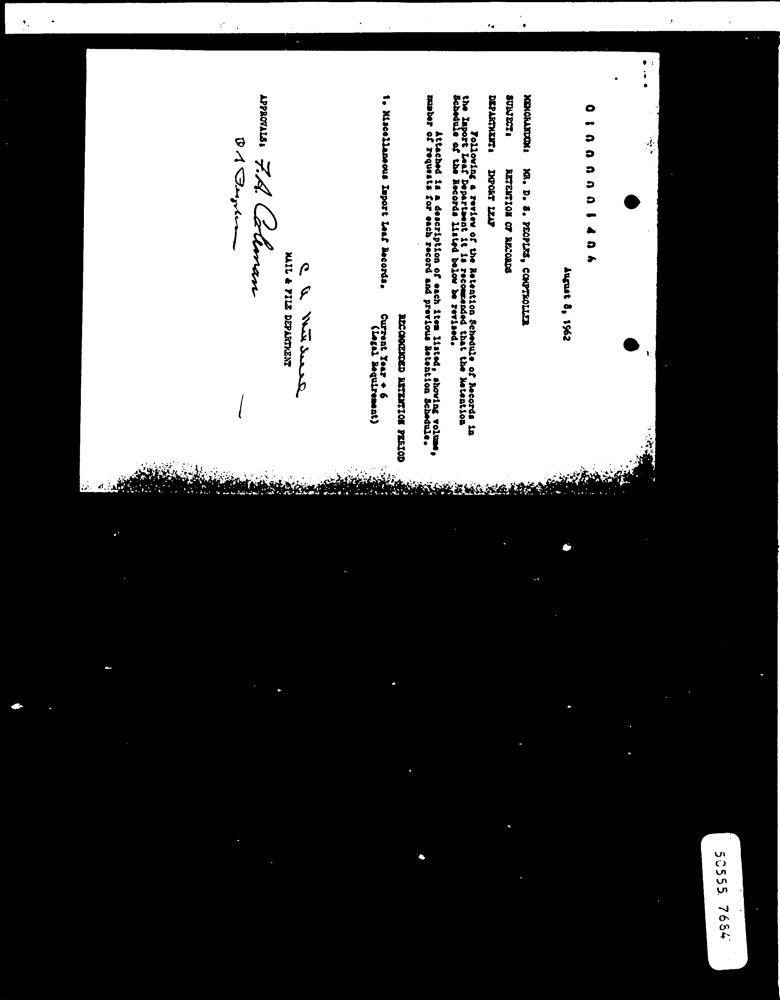 01000001406
August 8, 1962
MEMORANDUM: MR. D. S. PEOPLES, COMPTROLLER
SUBJECT: RETENTION OF RECORDS
DEPARTMENT: IMPORT LEAF
Following a review of the Retention Schedule of Records in
the Import Leaf Department it is recommended that the Retention
Schedule of the Records listed below be revised.
Attached is a description of each item listed, showing volume,
number of requests for each record and previous Retention Schedule.
RECOMMENDED RETENTION PERIOD
1. Miscellaneous Import Leaf Records. Current Year + 6
(Legal Requirement)
MAIL & FILE DEPARTMENT
APPROVALS: F.A. Coleman
50555 7684